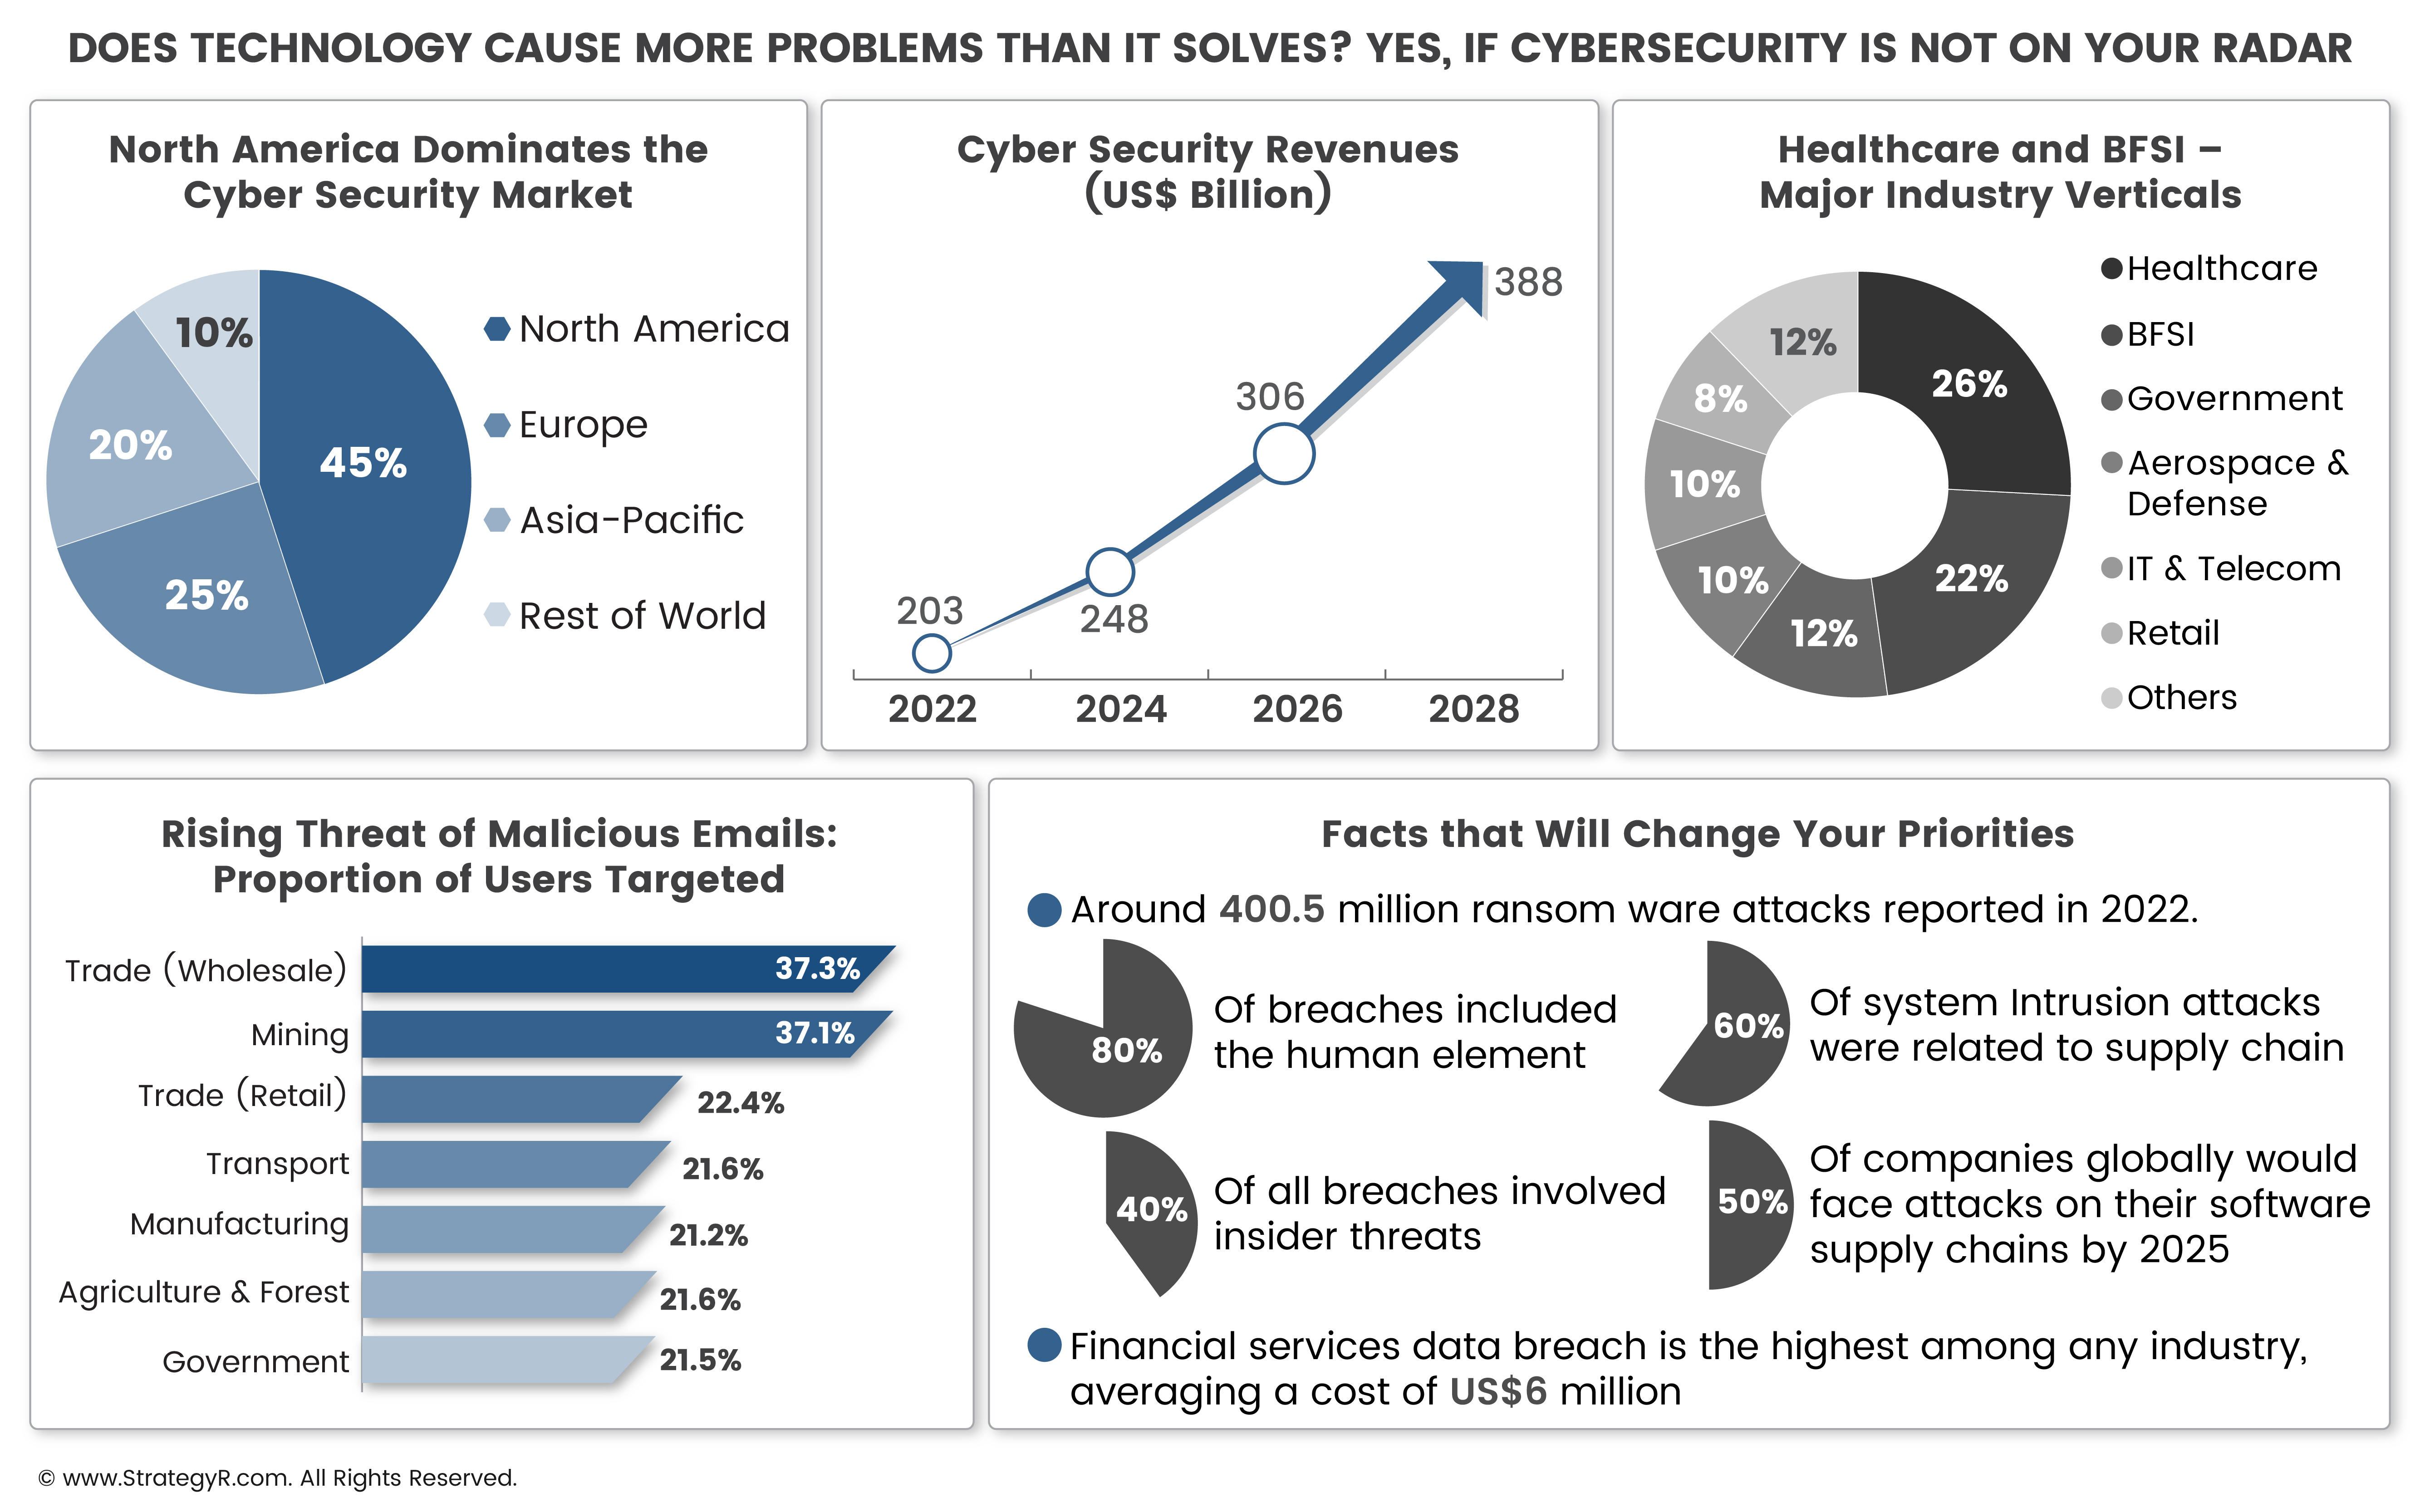 DOES TECHNOLOGY CAUSE MORE PROBLEMS THAN IT SOLVES? YES, IF CYBERSECURITY IS NOT ON YOUR RADAR
North America Dominates the
Cyber Security Market
10%
20%
45%
25%
North America
Europe
Asia-Pacific
Rest of World
Cyber Security Revenues
(US$ Billion)
388
306
203
248
2022
2024
2026
2028
Healthcare and BFSI –
Major Industry Verticals
12%
26%
8%
10%
10%
22%
12%
Healthcare
BFSI
Government
Aerospace &
Defense
IT & Telecom
Retail
Others
Rising Threat of Malicious Emails:
Proportion of Users Targeted
Trade (Wholesale) 37.3%
Mining 37.1%
Trade (Retail) 22.4%
Transport 21.6%
Manufacturing 21.2%
Agriculture & Forest 21.6%
Government 21.5%
Facts that Will Change Your Priorities
Around 400.5 million ransom ware attacks reported in 2022.
80%
Of breaches included
the human element
60%
Of system Intrusion attacks
were related to supply chain
40%
Of all breaches involved
insider threats
50%
Of companies globally would
face attacks on their software
supply chains by 2025
Financial services data breach is the highest among any industry,
averaging a cost of US$6 million
© www.StrategyR.com. All Rights Reserved.